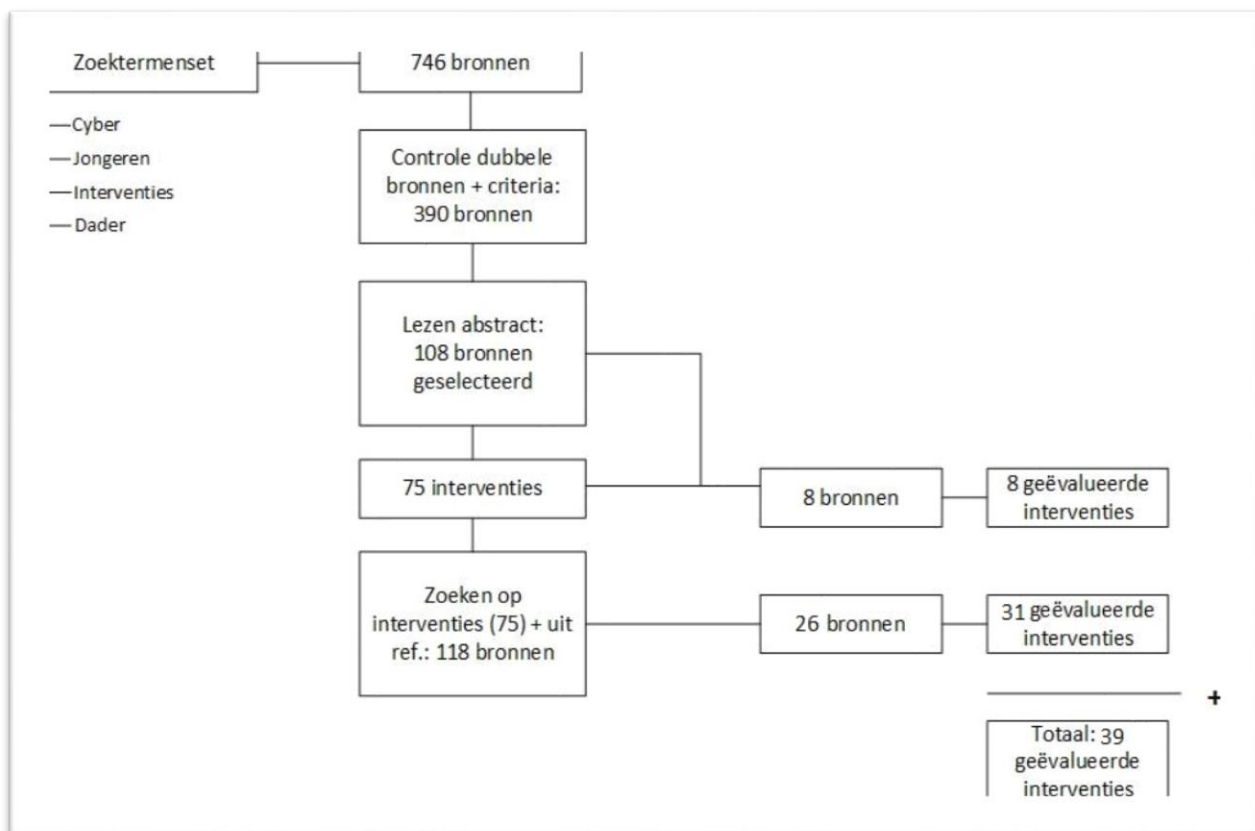 Zoektermenset
746 bronnen
—Cyber
—Jongeren
—Interventies
—Dader
Controle dubbele
bronnen + criteria:
390 bronnen
Lezen abstract:
108 bronnen
geselecteerd
75 interventies
8 bronnen
8 geëvalueerde
interventies
Zoeken op
interventies (75) + uit
ref.: 118 bronnen
26 bronnen
31 geëvalueerde
interventies
+
Totaal: 39
geëvalueerde
interventies